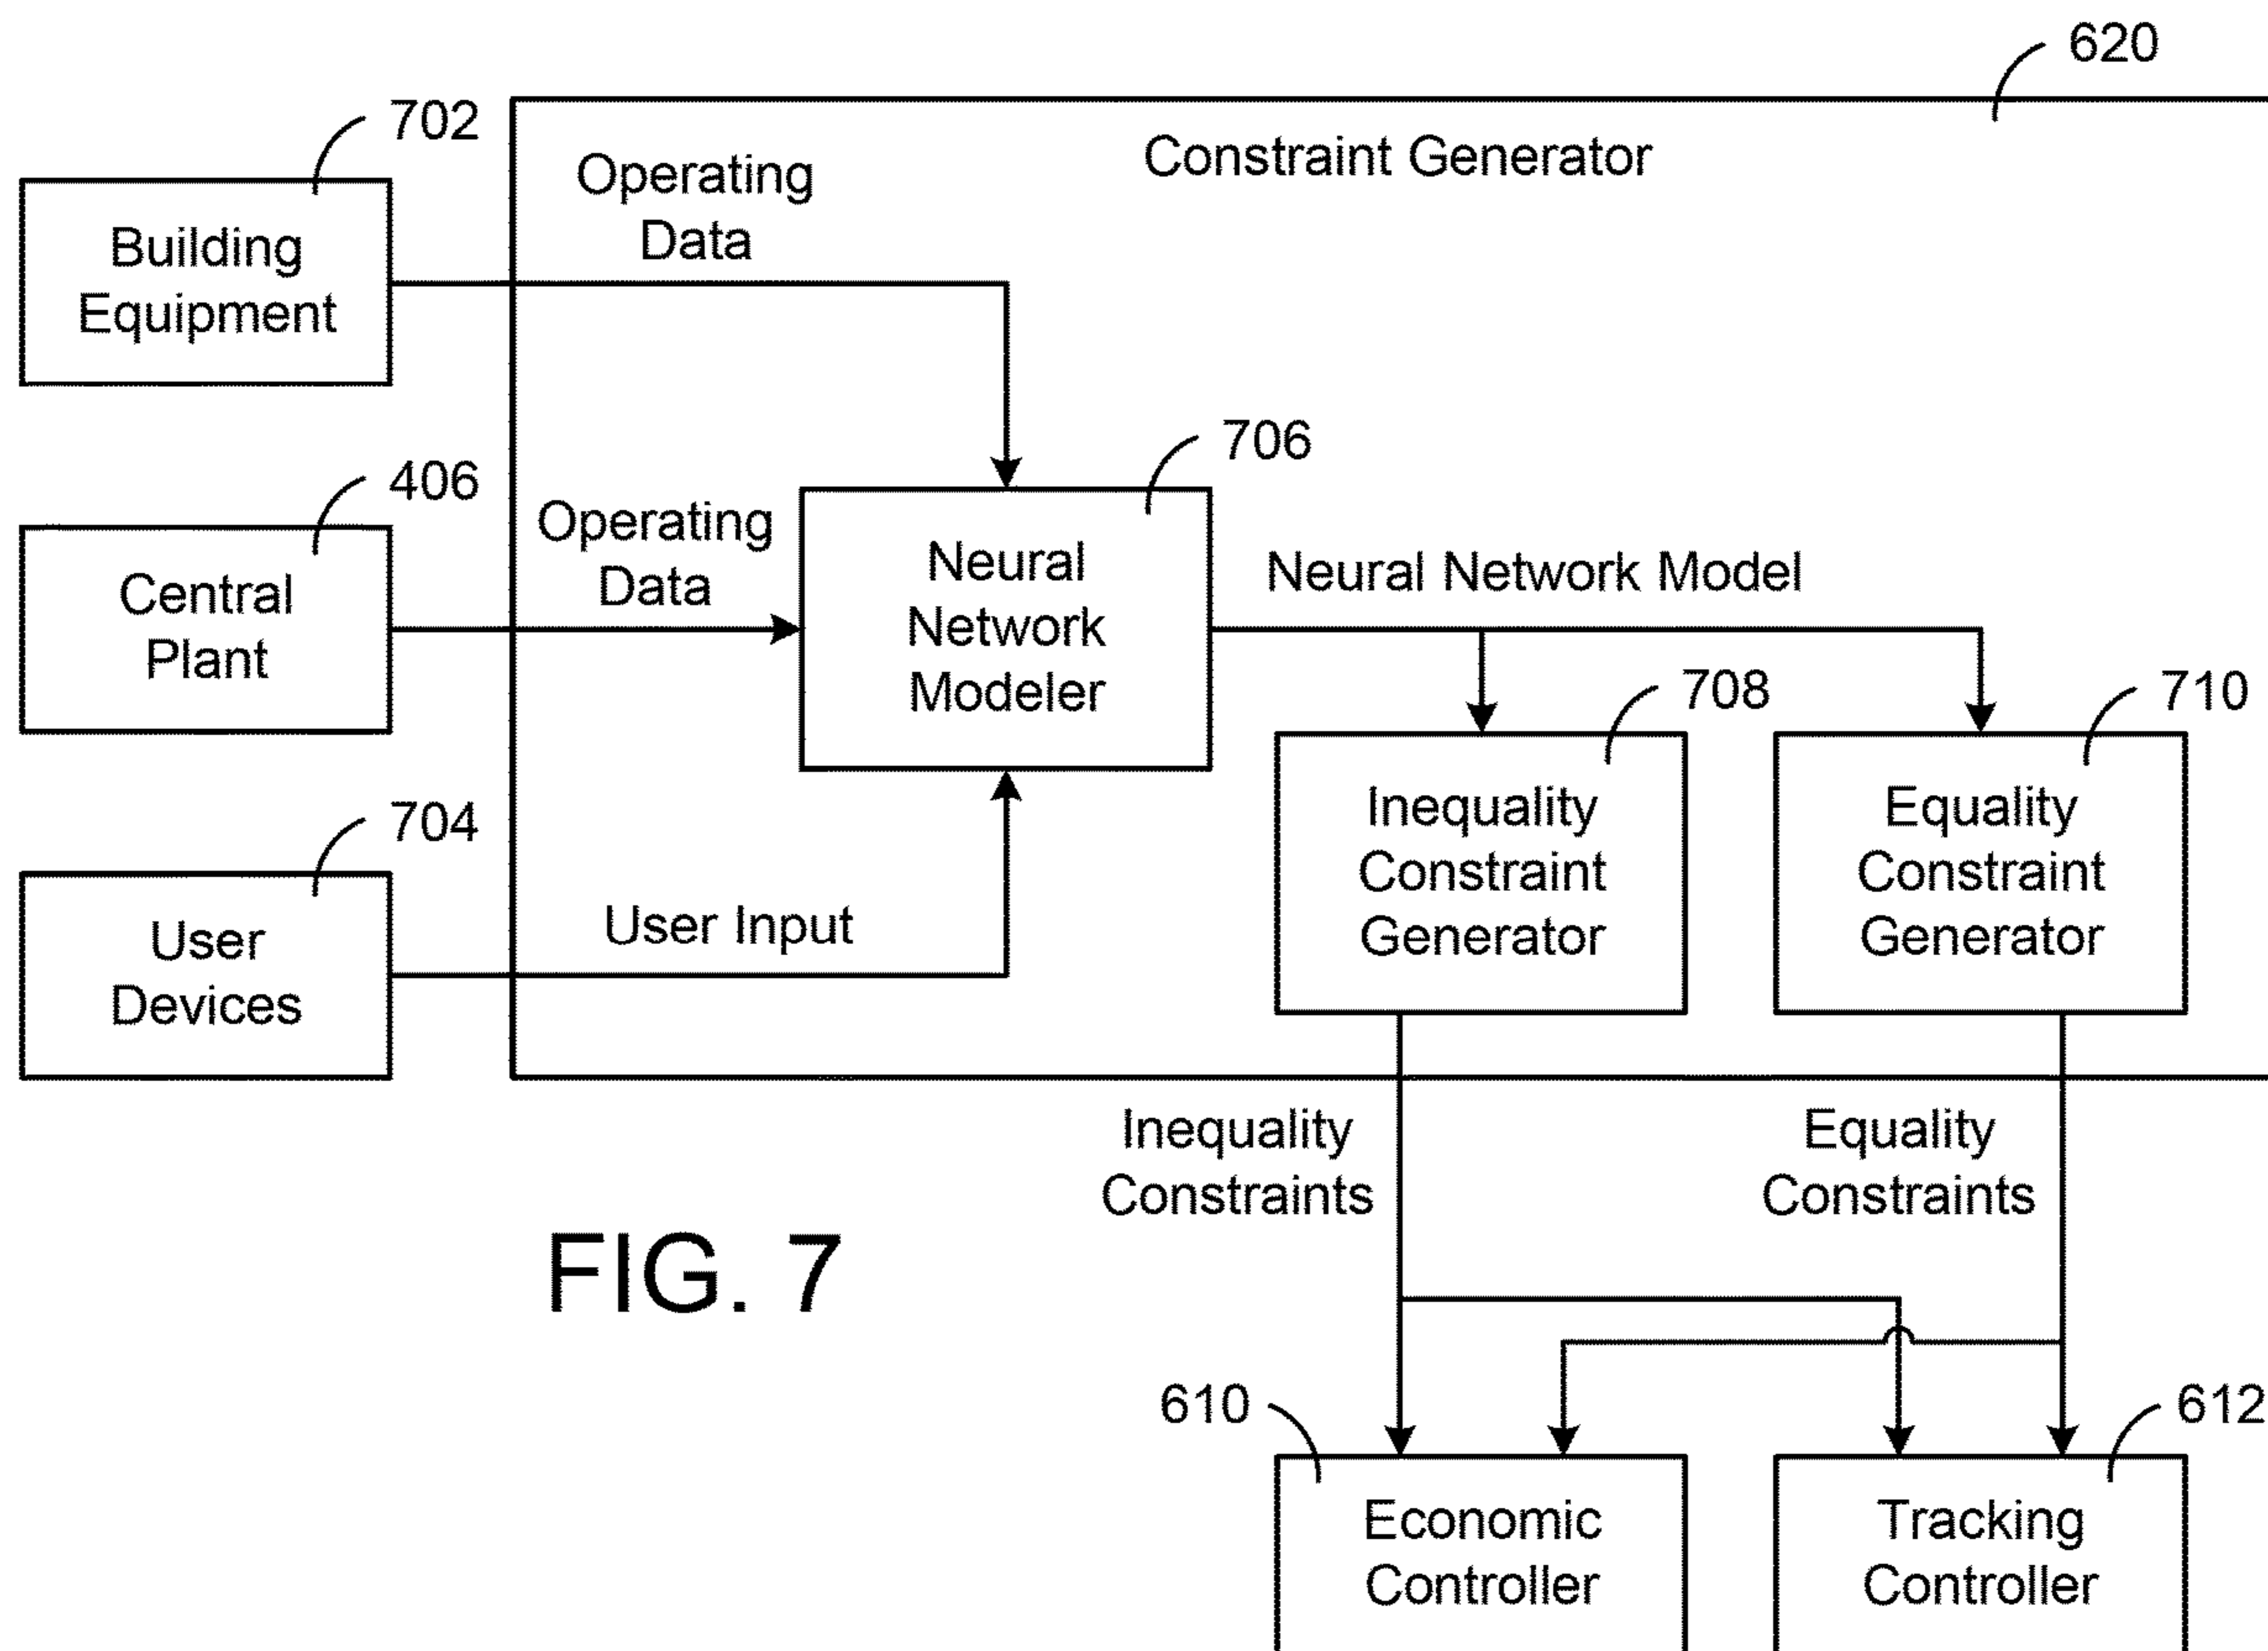 620
702
Constraint Generator
Operating
Data
Building
Equipment
406
706
Operating
Data
Central
Plant
Neural
Network
Modeler
Neural Network Model
708
710
704
Inequality
Constraint
Generator
Equality
Constraint
Generator
User
Devices
User Input
Inequality
Constraints
Equality
Constraints
FIG. 7
610
612
Economic
Controller
Tracking
Controller